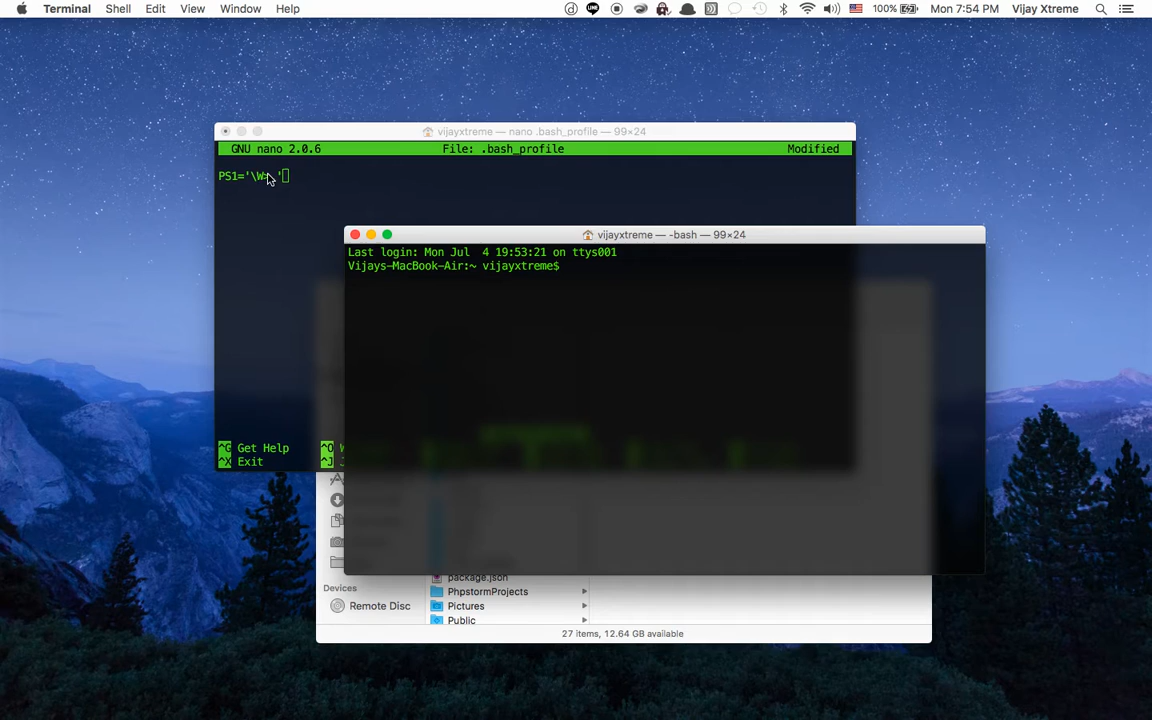 Terminal Shell Edit View Window Help 100% Mon 7:54 PM Vijay Xtreme
vijayxtreme — nano .bash_profile — 99×24
GNU nano 2.0.6 File: .bash_profile Modified
PS1='\W> '
vijayxtreme — -bash — 99×24
Last login: Mon Jul 4 19:53:21 on ttys001
Vijays-MacBook-Air:~ vijayxtreme$
^G Get Help ^O
^X Exit ^J
package.json
Devices
PhpstormProjects
Remote Disc
Pictures
Public
27 items, 12.64 GB available